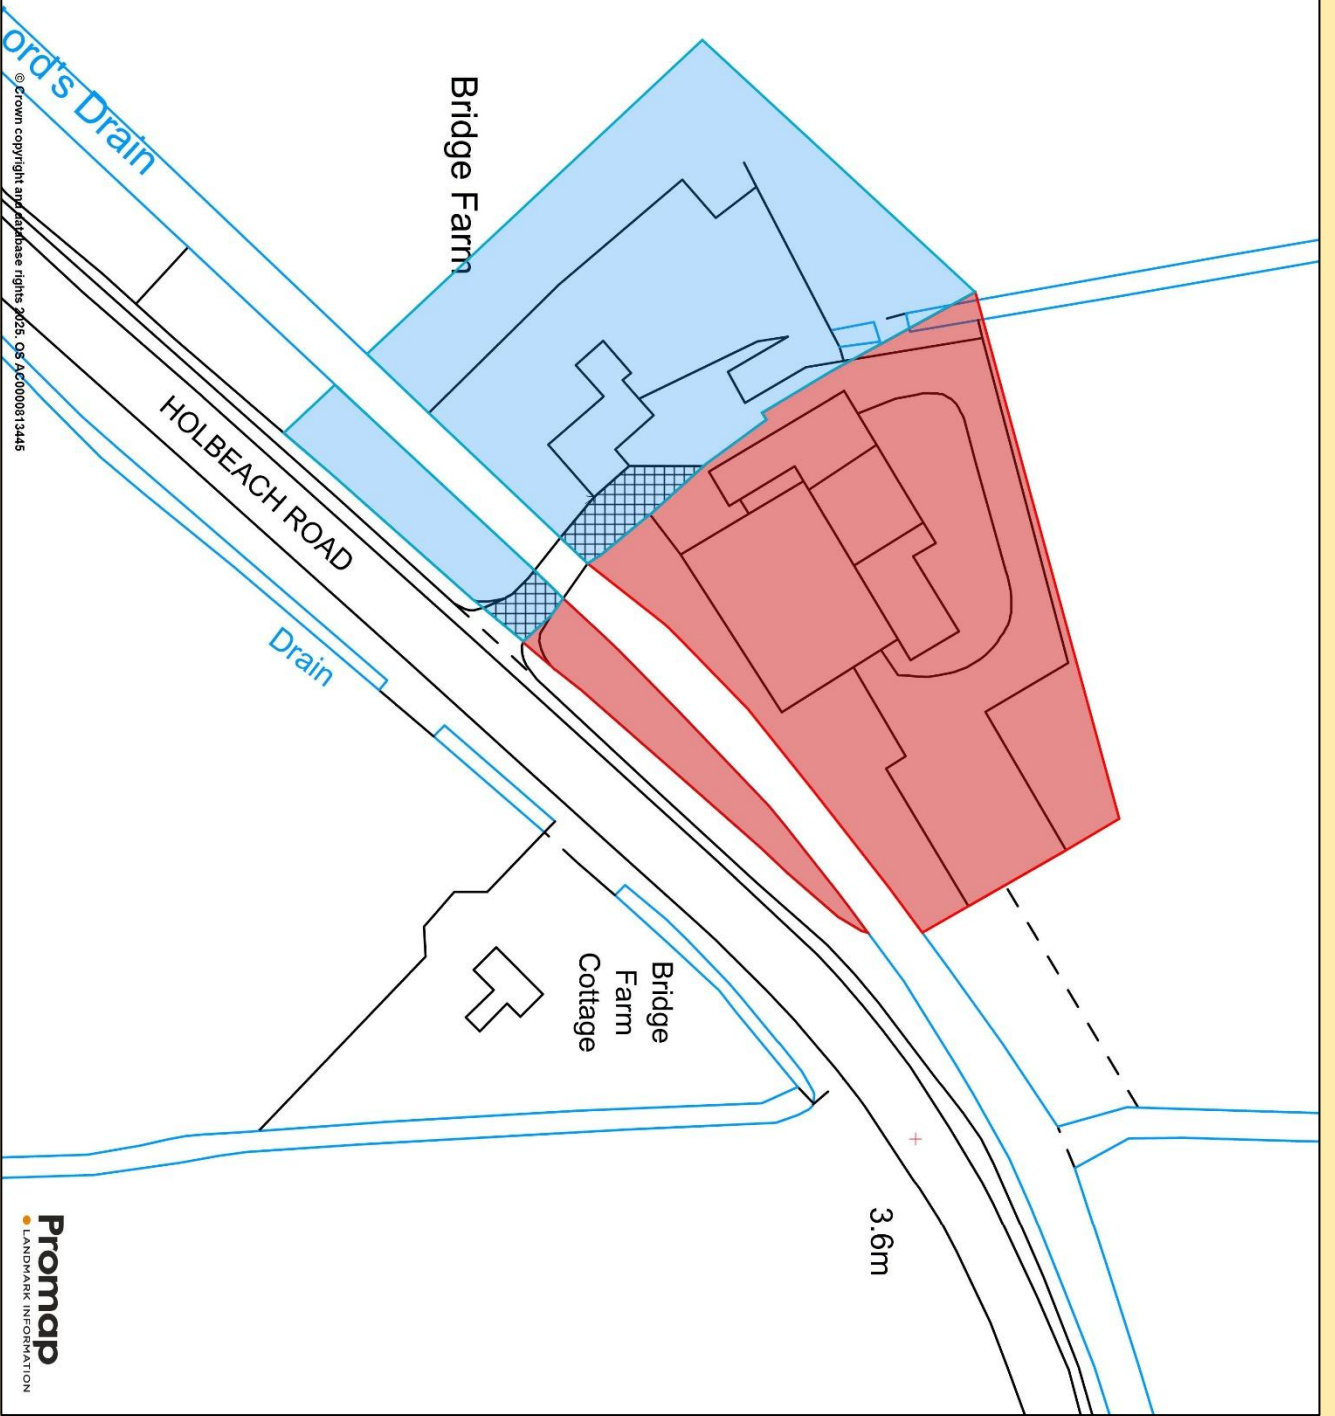 ord's Drain
Bridge Farm
HOLBEACH ROAD
Drain
Bridge
Farm
Cottage
3.6m
© Crown copyright and database rights 2025. OS AC0000813445
Promap
LANDMARK INFORMATION